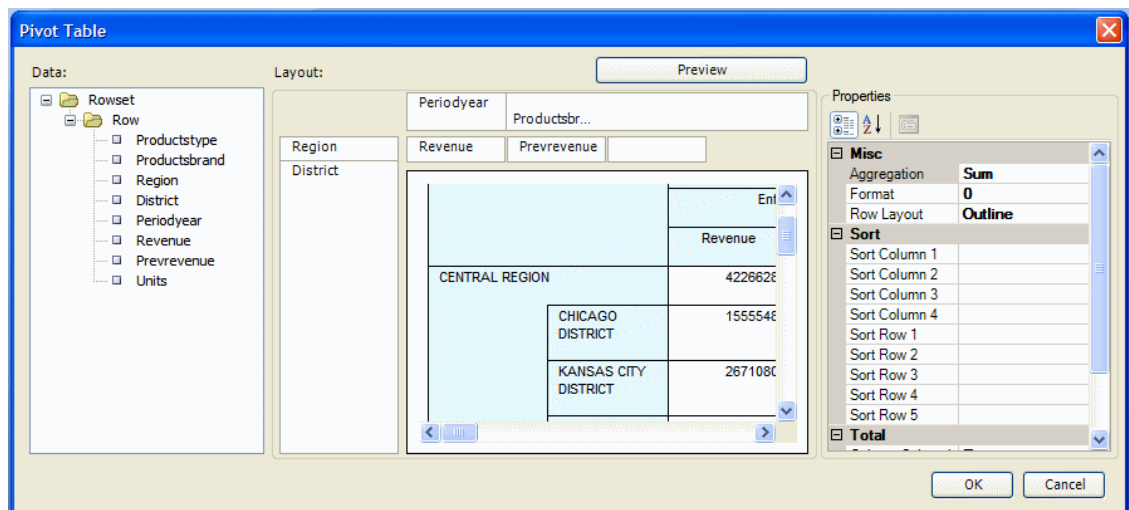 Pivot Table
Data:
Layout:
Preview
Rowset
Row
Productstype
Productsbrand
Region
District
Periodyear
Revenue
Prevrevenue
Units
Periodyear
Productsbr...
Region
District
Revenue
Prevrevenue
Ent
Revenue
CENTRAL REGION
4226628
CHICAGO
DISTRICT
1555548
KANSAS CITY
DISTRICT
2671080
Properties
Misc
Aggregation Sum
Format 0
Row Layout Outline
Sort
Sort Column 1
Sort Column 2
Sort Column 3
Sort Column 4
Sort Row 1
Sort Row 2
Sort Row 3
Sort Row 4
Sort Row 5
Total
OK
Cancel